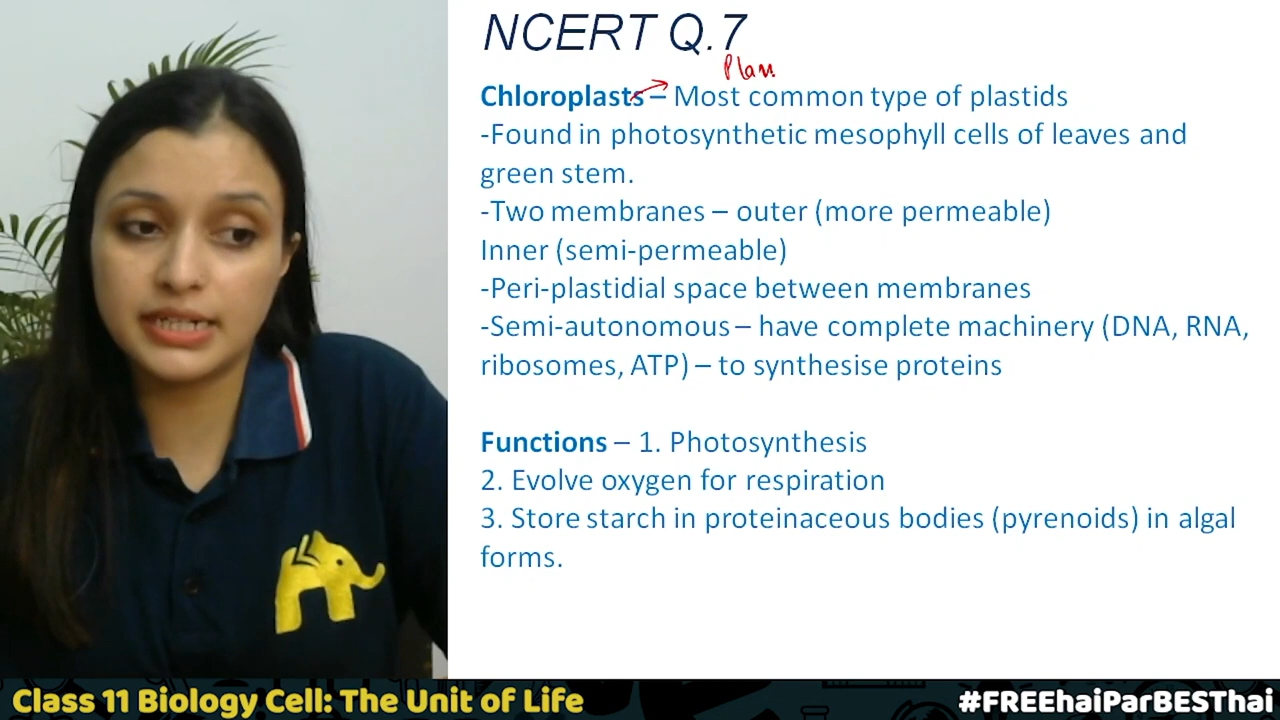 NCERT Q.7
Plan
Chloroplasts – Most common type of plastids
-Found in photosynthetic mesophyll cells of leaves and
green stem.
-Two membranes – outer (more permeable)
Inner (semi-permeable)
-Peri-plastidial space between membranes
-Semi-autonomous – have complete machinery (DNA, RNA,
ribosomes, ATP) – to synthesise proteins
Functions – 1. Photosynthesis
2. Evolve oxygen for respiration
3. Store starch in proteinaceous bodies (pyrenoids) in algal
forms.
Class 11 Biology Cell: The Unit of Life
#FREEhaiParBESThai